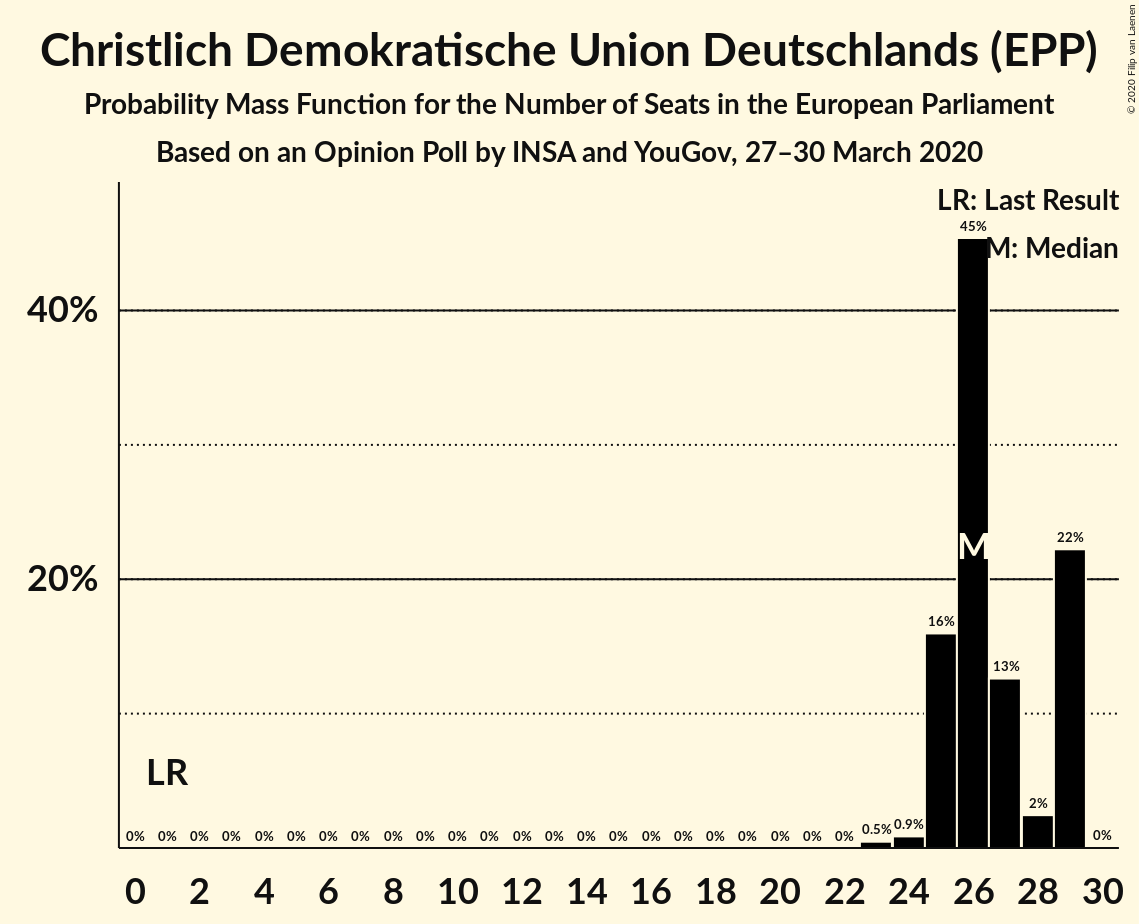 Christlich Demokratische Union Deutschlands (EPP)
Probability Mass Function for the Number of Seats in the European Parliament
Based on an Opinion Poll by INSA and YouGov, 27–30 March 2020
© 2020 Filip van Laenen
LR: Last Result
M: Median
45%
40%
M
22%
20%
16%
13%
LR
2%
0% 0% 0% 0% 0% 0% 0% 0% 0% 0% 0% 0% 0% 0% 0% 0% 0% 0% 0% 0% 0% 0% 0% 0.5% 0.9% 0%
0 2 4 6 8 10 12 14 16 18 20 22 24 26 28 30